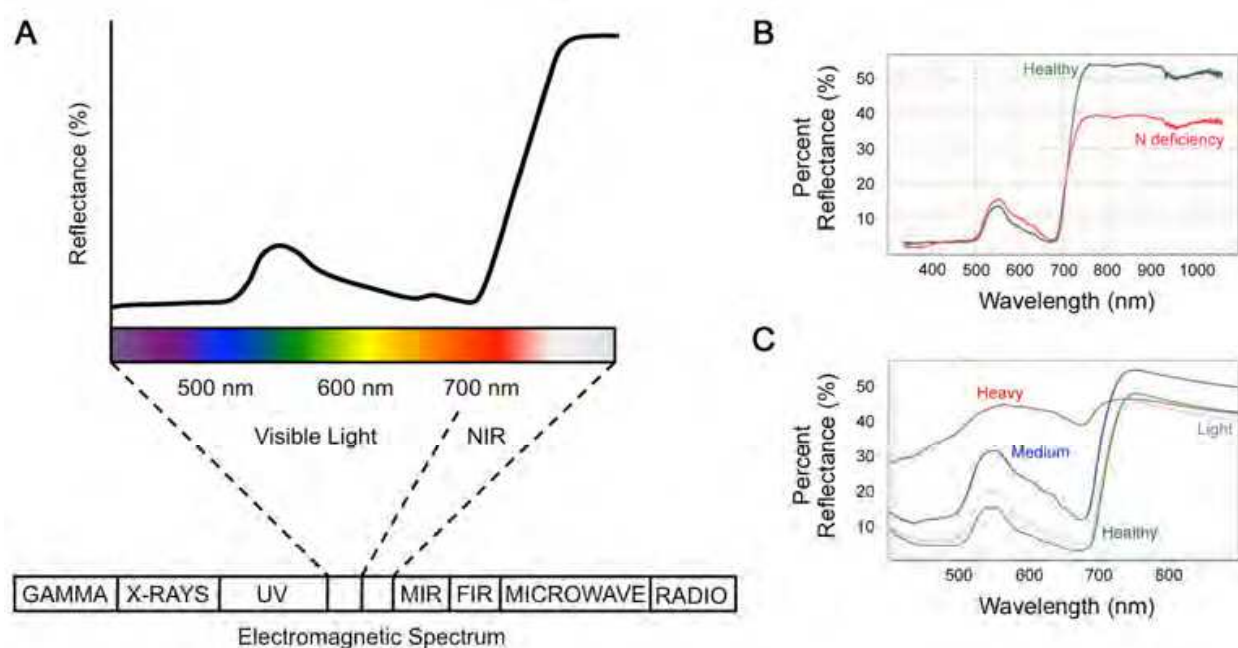 A
Reflectance (%)
500 nm
600 nm
700 nm
Visible Light
NIR
GAMMA
X-RAYS
UV
MIR
FIR
MICROWAVE
RADIO
Electromagnetic Spectrum
B
Percent
Reflectance (%)
50
40
30
20
10
Healthy
N deficiency
400 500 600 700 800 900 1000
Wavelength (nm)
C
Percent
Reflectance (%)
50
40
30
20
10
Heavy
Medium
Light
Healthy
500 600 700 800
Wavelength (nm)